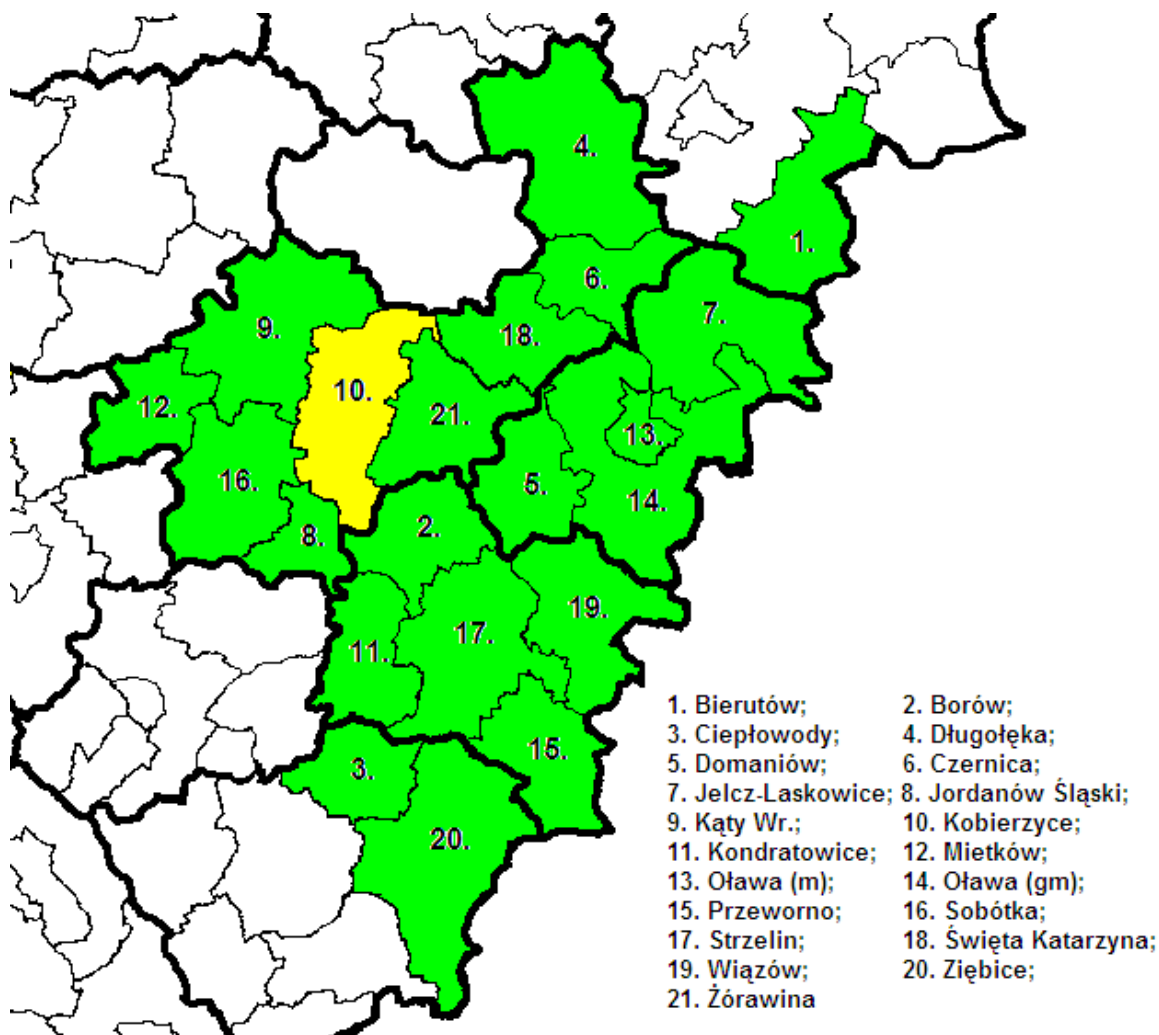 4.
1.
6.
7.
9.
18.
10.
12.
21.
13.
16.
5.
14.
2.
8.
19.
17.
11.
15.
3.
20.
1. Bierutów; 2. Borów;
3. Ciepłowody; 4. Długołęka;
5. Domaniów; 6. Czernica;
7. Jelcz-Laskowice; 8. Jordanów Śląski;
9. Kąty Wr.; 10. Kobierzyce;
11. Kondratowice; 12. Mietków;
13. Oława (m); 14. Oława (gm);
15. Przeworno; 16. Sobótka;
17. Strzelin; 18. Święta Katarzyna;
19. Wiązów; 20. Ziębice;
21. Żórawina